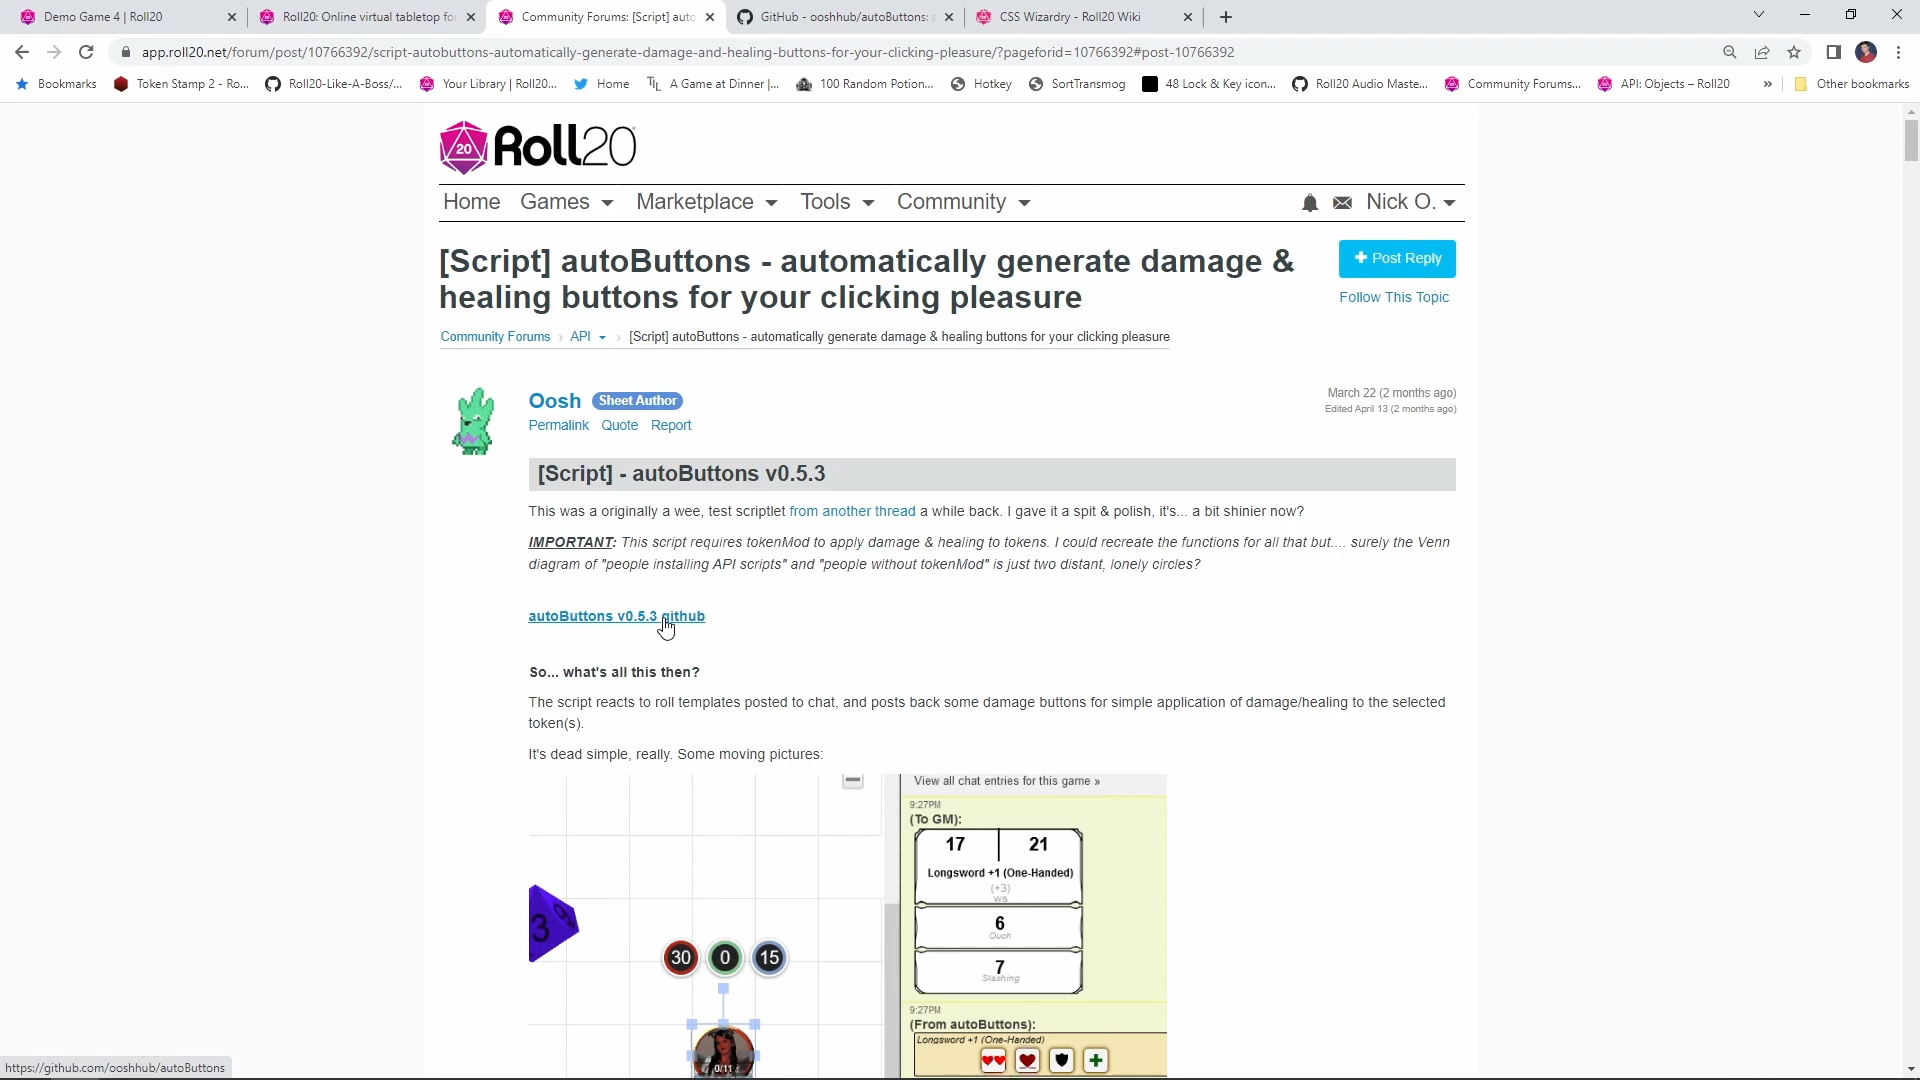 Demo Game 4 | Roll20
Roll20: Online virtual tabletop fo
Community Forums: [Script] auto
GitHub - ooshhub/autoButtons: a
CSS Wizardry - Roll20 Wiki
app.roll20.net/forum/post/10766392/script-autobuttons-automatically-generate-damage-and-healing-buttons-for-your-clicking-pleasure/?pageforid=10766392#post-10766392
Bookmarks
Token Stamp 2 - Ro...
Roll20-Like-A-Boss/...
Your Library | Roll20...
Home
A Game at Dinner |...
100 Random Potion...
Hotkey
SortTransmog
48 Lock & Key icon...
Roll20 Audio Maste...
Community Forums...
API: Objects – Roll20
»
Other bookmarks
20 Roll20
Home Games Marketplace Tools Community Nick O.
[Script] autoButtons - automatically generate damage &
healing buttons for your clicking pleasure
+ Post Reply
Follow This Topic
Community Forums › API › [Script] autoButtons - automatically generate damage & healing buttons for your clicking pleasure
Oosh Sheet Author
Permalink Quote Report
March 22 (2 months ago)
Edited April 13 (2 months ago)
[Script] - autoButtons v0.5.3
This was a originally a wee, test scriptlet from another thread a while back. I gave it a spit & polish, it's... a bit shinier now?
IMPORTANT: This script requires tokenMod to apply damage & healing to tokens. I could recreate the functions for all that but.... surely the Venn
diagram of "people installing API scripts" and "people without tokenMod" is just two distant, lonely circles?
autoButtons v0.5.3 github
So... what's all this then?
The script reacts to roll templates posted to chat, and posts back some damage buttons for simple application of damage/healing to the selected
token(s).
It's dead simple, really. Some moving pictures:
View all chat entries for this game »
9:27PM
(To GM):
17 21
Longsword +1 (One-Handed)
(+3)
WS
6
Ouch
7
Slashing
3 9
30 0 15
0/11
9:27PM
(From autoButtons):
Longsword +1 (One-Handed)
https://github.com/ooshhub/autoButtons